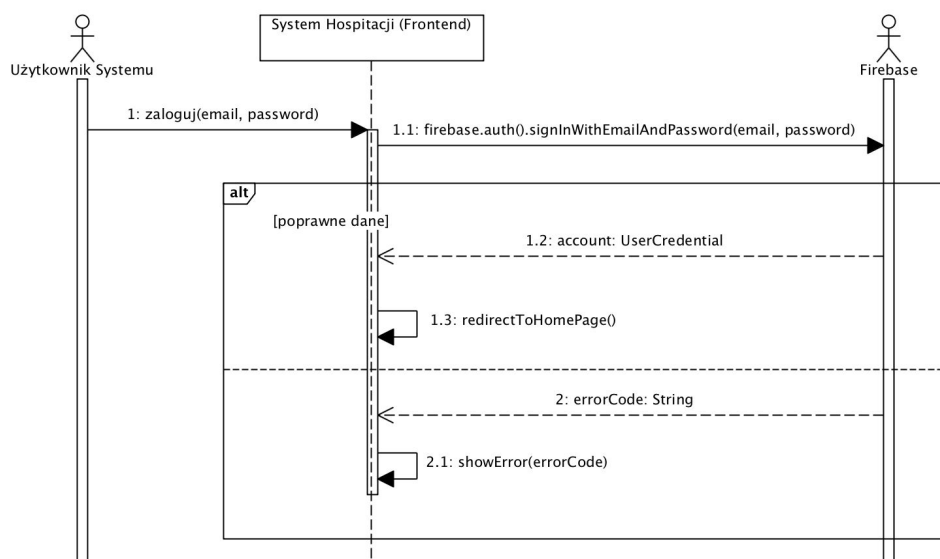 System Hospitacji (Frontend)
Użytkownik Systemu
Firebase
1: zaloguj(email, password)
1.1: firebase.auth().signInWithEmailAndPassword(email, password)
alt
[poprawne dane]
1.2: account: UserCredential
1.3: redirectToHomePage()
2: errorCode: String
2.1: showError(errorCode)